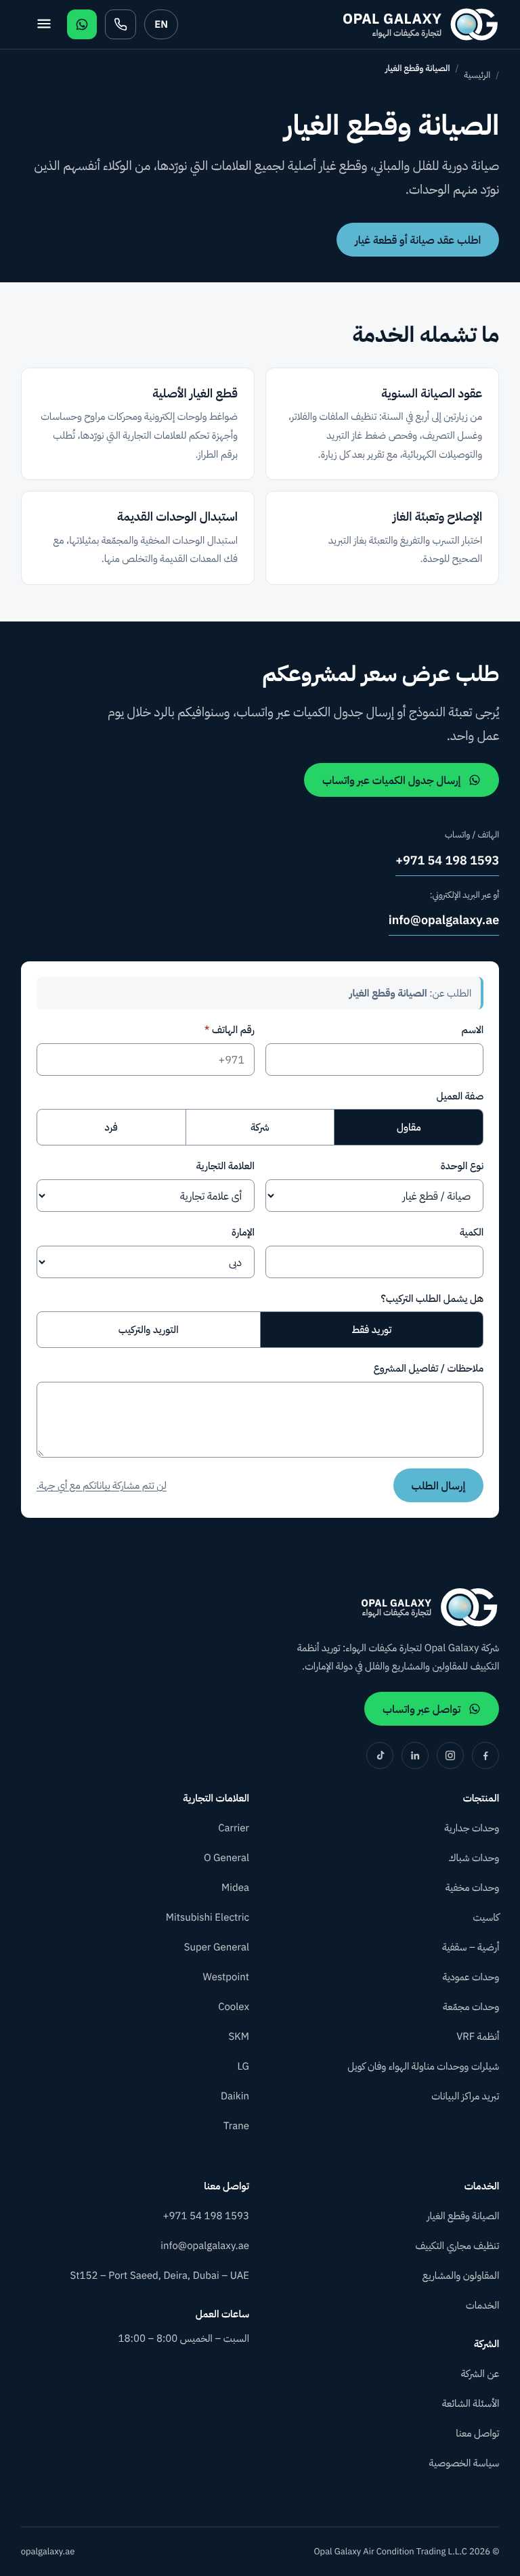 OPAL GALAXY
لتجارة مكيفات الهواء
EN
/ الرئيسية / الصيانة وقطع الغيار
الصيانة وقطع الغيار
صيانة دورية للفلل والمباني، وقطع غيار أصلية لجميع العلامات التي نورّدها، من الوكلاء أنفسهم الذين
نورّد منهم الوحدات.
اطلب عقد صيانة أو قطعة غيار
ما تشمله الخدمة
عقود الصيانة السنوية
من زيارتين إلى أربع في السنة: تنظيف الملفات والفلاتر،
وغسل التصريف، وفحص ضغط غاز التبريد
والتوصيلات الكهربائية، مع تقرير بعد كل زيارة.
قطع الغيار الأصلية
ضواغط ولوحات إلكترونية ومحركات مراوح وحساسات
وأجهزة تحكم للعلامات التجارية التي نورّدها، تُطلب
برقم الطراز.
الإصلاح وتعبئة الغاز
اختبار التسرب والتفريغ والتعبئة بغاز التبريد
الصحيح للوحدة.
استبدال الوحدات القديمة
استبدال الوحدات المخفية والمجمّعة بمثيلاتها، مع
فك المعدات القديمة والتخلص منها.
طلب عرض سعر لمشروعكم
يُرجى تعبئة النموذج أو إرسال جدول الكميات عبر واتساب، وسنوافيكم بالرد خلال يوم
عمل واحد.
إرسال جدول الكميات عبر واتساب
الهاتف / واتساب
+971 54 198 1593
أو عبر البريد الإلكتروني:
info@opalgalaxy.ae
الطلب عن: الصيانة وقطع الغيار
الاسم
رقم الهاتف *
+971
صفة العميل
مقاول
شركة
فرد
نوع الوحدة
العلامة التجارية
صيانة / قطع غيار
أي علامة تجارية
الكمية
الإمارة
دبي
هل يشمل الطلب التركيب؟
توريد فقط
التوريد والتركيب
ملاحظات / تفاصيل المشروع
إرسال الطلب
لن تتم مشاركة بياناتكم مع أي جهة.
OPAL GALAXY
لتجارة مكيفات الهواء
شركة Opal Galaxy لتجارة مكيفات الهواء: توريد أنظمة
التكييف للمقاولين والمشاريع والفلل في دولة الإمارات.
تواصل عبر واتساب
المنتجات
وحدات جدارية
وحدات شباك
وحدات مخفية
كاسيت
أرضية – سقفية
وحدات عمودية
وحدات مجمّعة
أنظمة VRF
شيلرات ووحدات مناولة الهواء وفان كويل
تبريد مراكز البيانات
العلامات التجارية
Carrier
O General
Midea
Mitsubishi Electric
Super General
Westpoint
Coolex
SKM
LG
Daikin
Trane
الخدمات
الصيانة وقطع الغيار
تنظيف مجاري التكييف
المقاولون والمشاريع
الخدمات
الشركة
عن الشركة
الأسئلة الشائعة
تواصل معنا
سياسة الخصوصية
تواصل معنا
+971 54 198 1593
info@opalgalaxy.ae
St152 – Port Saeed, Deira, Dubai – UAE
ساعات العمل
السبت – الخميس 8:00 – 18:00
© 2026 Opal Galaxy Air Condition Trading L.L.C
opalgalaxy.ae